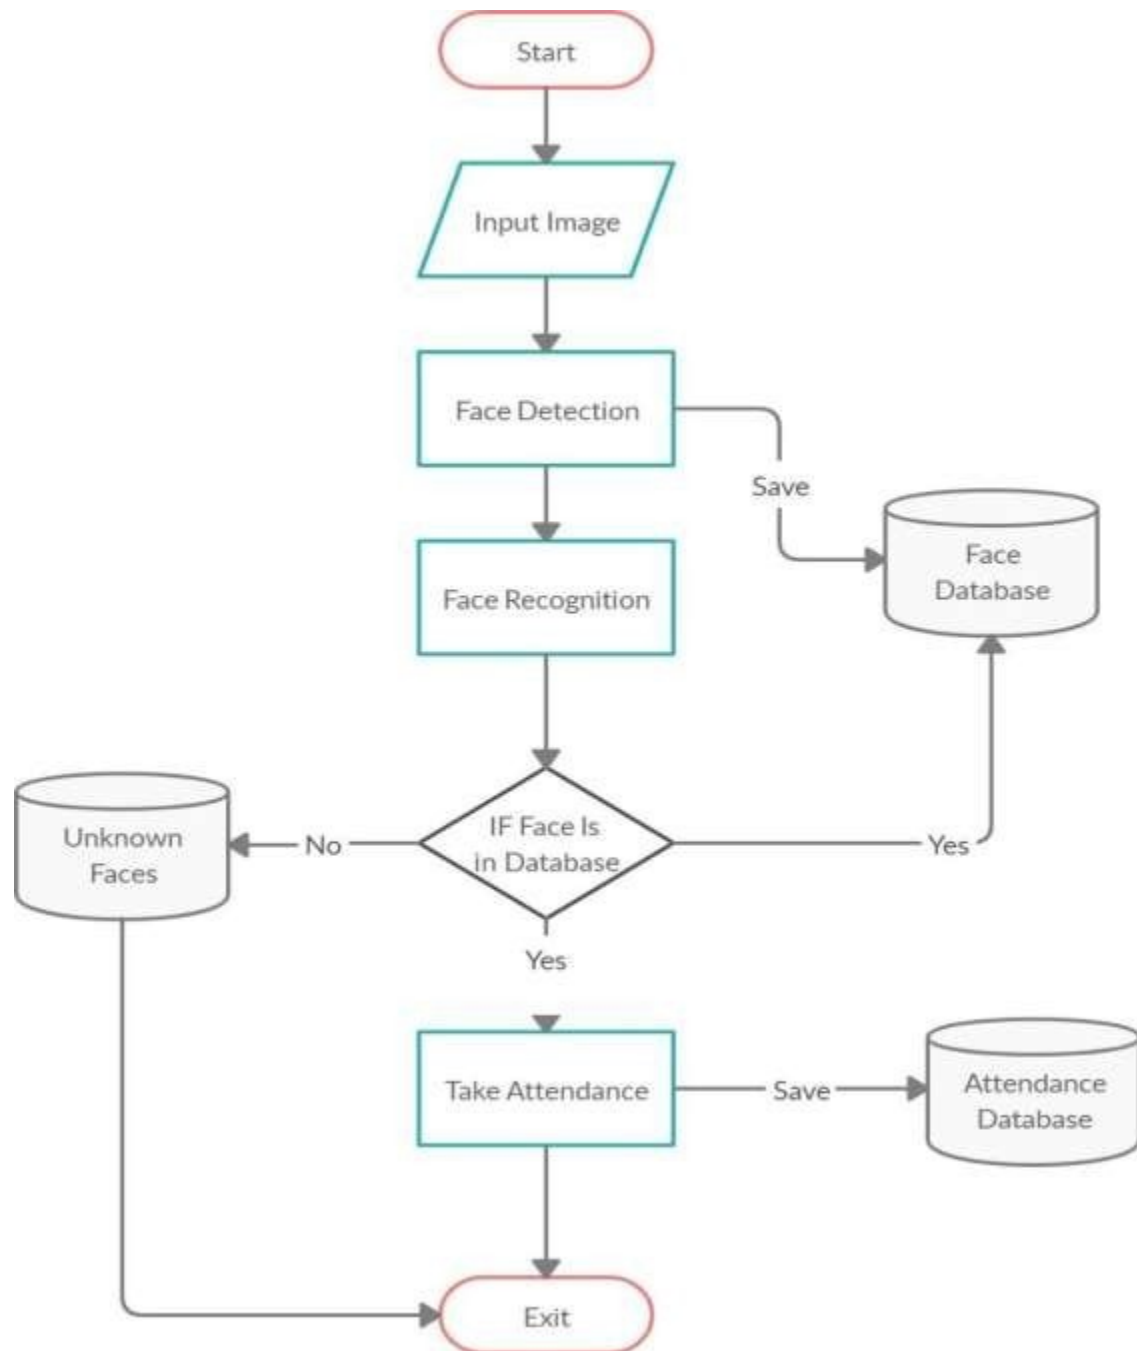 Start
Input Image
Face Detection
Save
Face
Database
Face Recognition
IF Face Is
in Database
Unknown
Faces
No
Yes
Yes
Take Attendance
Save
Attendance
Database
Exit